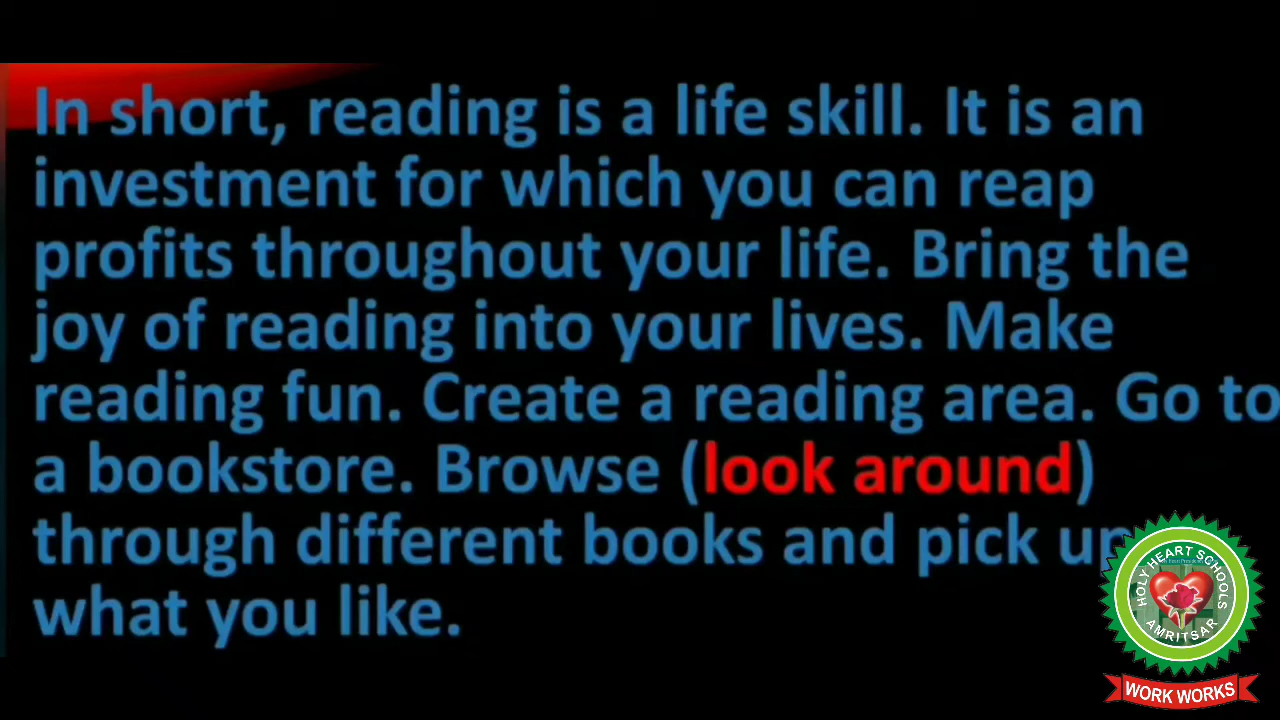 In short, reading is a life skill. It is an
investment for which you can reap
profits throughout your life. Bring the
joy of reading into your lives. Make
reading fun. Create a reading area. Go to
a bookstore. Browse (look around)
through different books and pick up
what you like.
HOLY HEART SCHOOLS
AMRITSAR
WORK WORKS